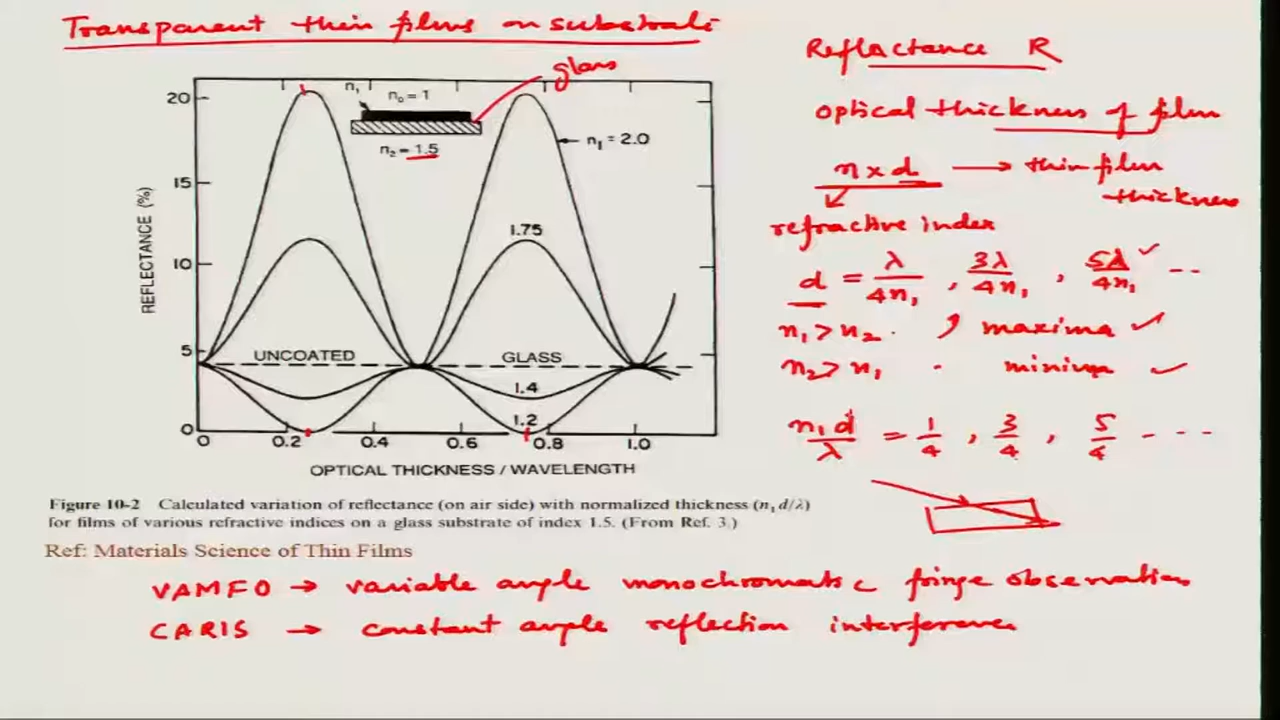 Transparent thin films on substrate
glass
n₁
n₀ = 1
n₂ = 1.5
n₁ = 2.0
1.75
UNCOATED
GLASS
1.4
1.2
20
15
10
5
0
REFLECTANCE (%)
0 0.2 0.4 0.6 0.8 1.0
OPTICAL THICKNESS / WAVELENGTH
Reflactance R
optical thickness of film
n x d → thin film
thickness
refractive index
d = λ/4n₁ , 3λ/4n₁ , 5λ/4n₁ ✓ --
n₁ > n₂ . , maxima ✓
n₂ > n₁ . minima ✓
n₁d/λ = 1/4 , 3/4 , 5/4 - - - -
Figure 10-2 Calculated variation of reflectance (on air side) with normalized thickness (n₁d/λ)
for films of various refractive indices on a glass substrate of index 1.5. (From Ref. 3.)
Ref: Materials Science of Thin Films
VAMFO → variable angle monochromatic fringe observation
CARIS → constant angle reflection interference